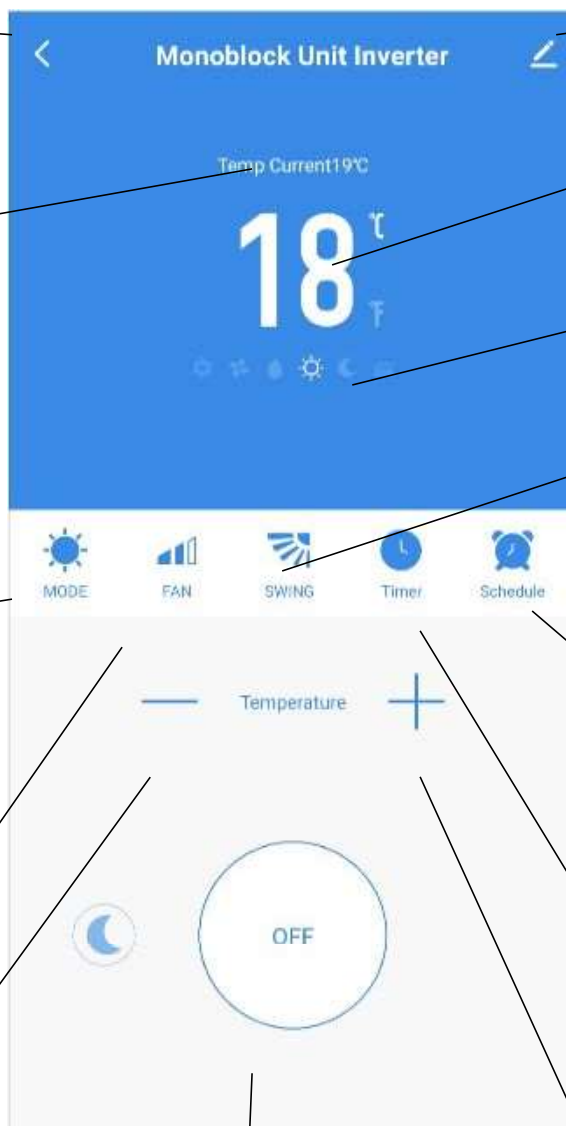 Monoblock Unit Inverter
Temp Current19℃
18 ℃
℉
MODE FAN SWING Timer Schedule
Temperature
OFF